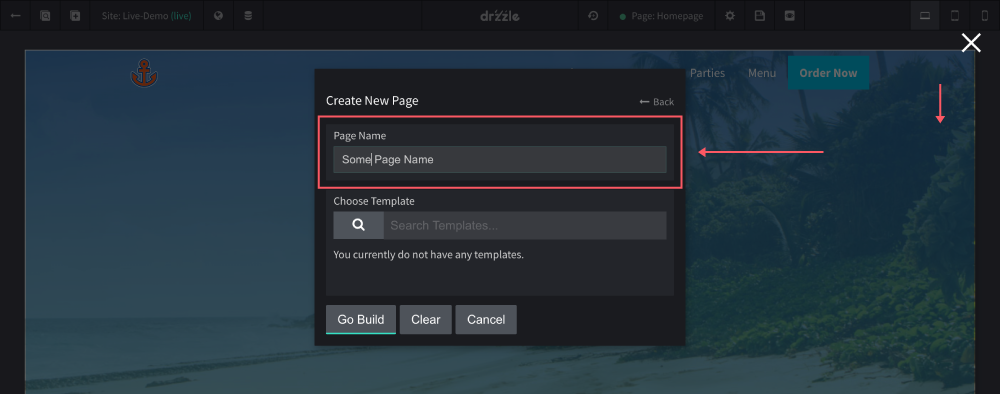 Site: Live-Demo (live)
drzzle
Page: Homepage
Parties
Menu
Order Now
Create New Page
Back
Page Name
Some Page Name
Choose Template
Search Templates...
You currently do not have any templates.
Go Build
Clear
Cancel